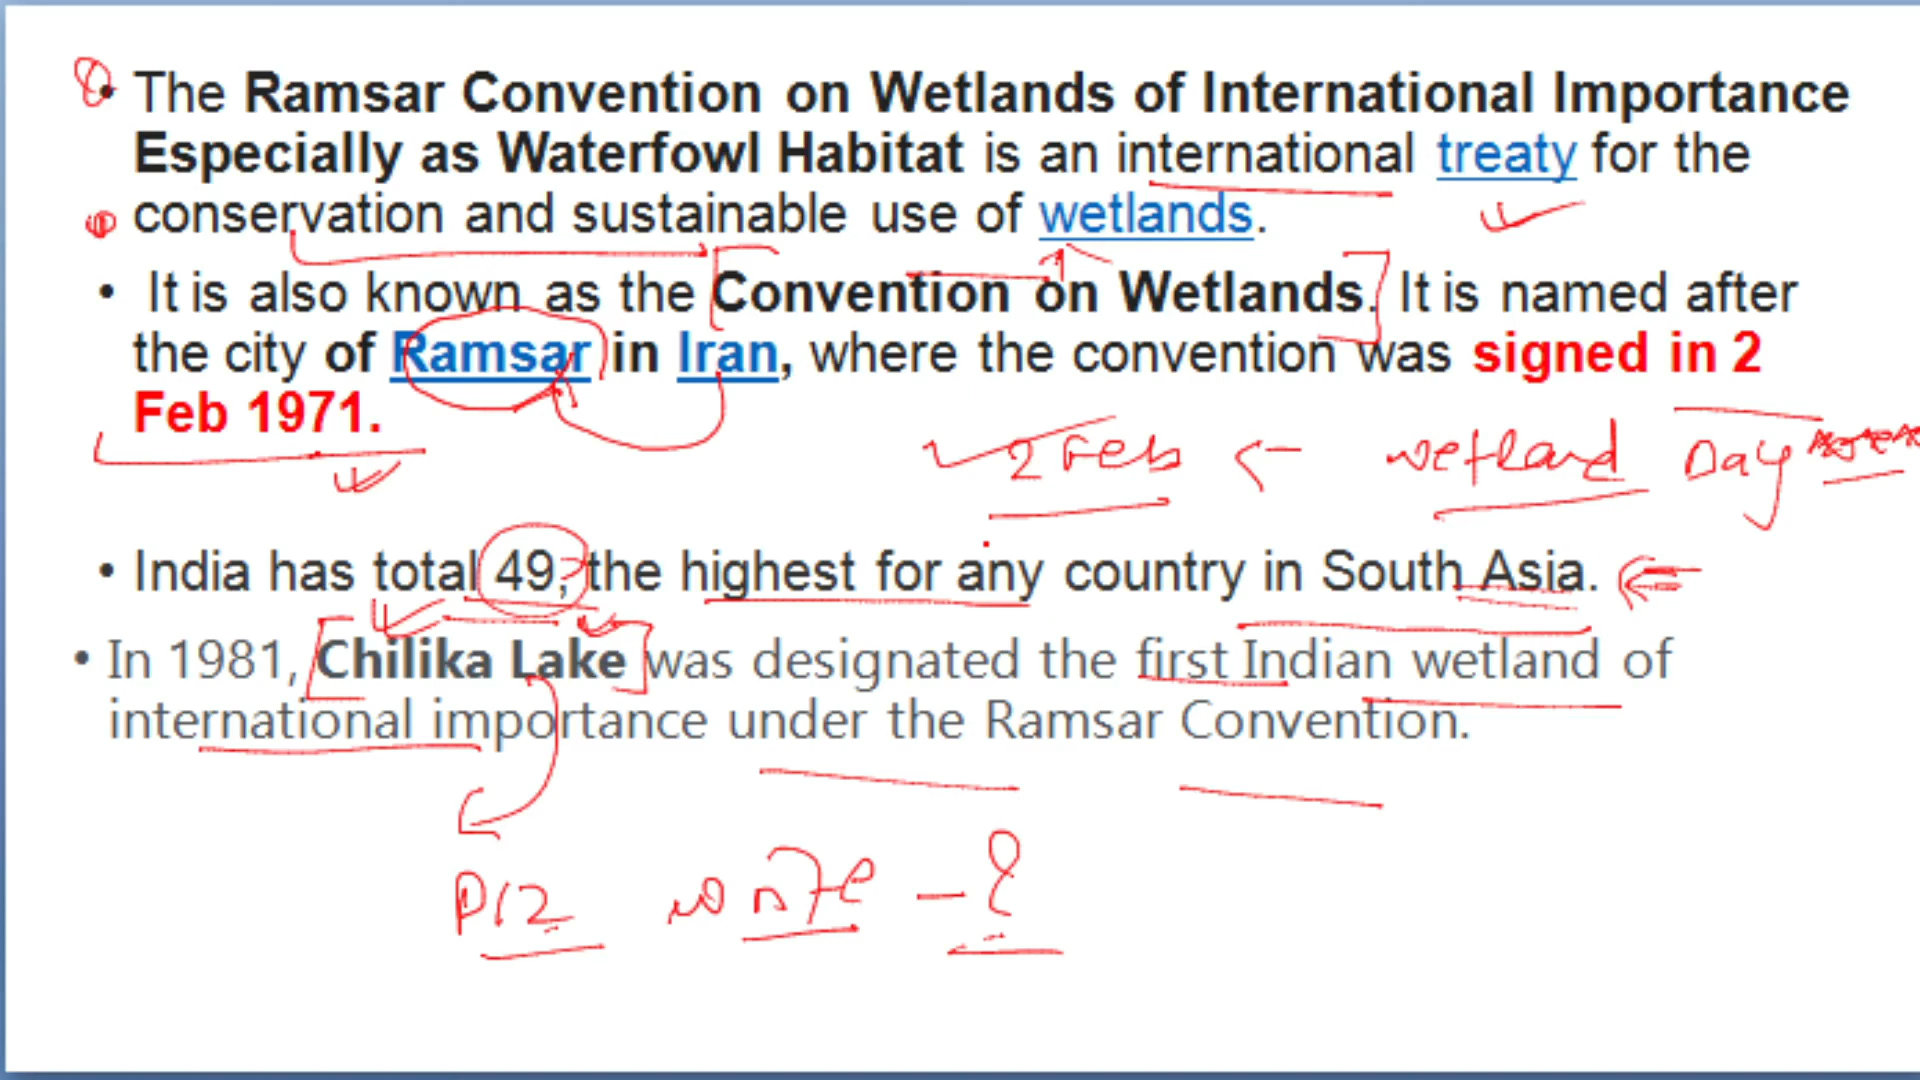 • The Ramsar Convention on Wetlands of International Importance
Especially as Waterfowl Habitat is an international treaty for the
conservation and sustainable use of wetlands.
• It is also known as the Convention on Wetlands. It is named after
the city of Ramsar in Iran, where the convention was signed in 2
Feb 1971.
2 Feb ← wetland Day
• India has total 49, the highest for any country in South Asia.
• In 1981, Chilika Lake was designated the first Indian wetland of
international importance under the Ramsar Convention.